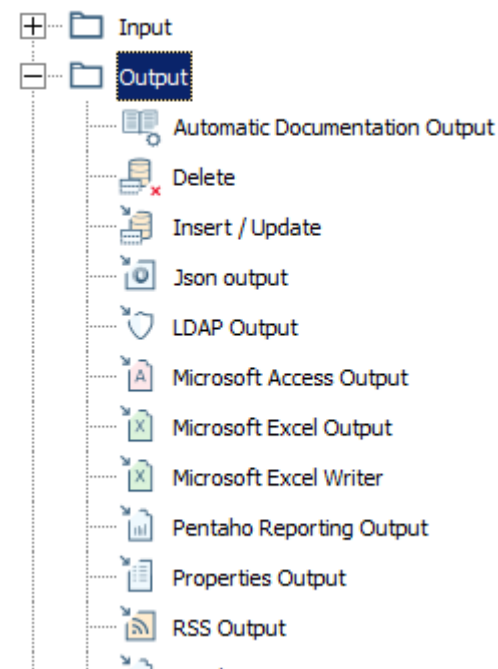 Input
Output
Automatic Documentation Output
Delete
Insert / Update
Json output
LDAP Output
Microsoft Access Output
Microsoft Excel Output
Microsoft Excel Writer
Pentaho Reporting Output
Properties Output
RSS Output